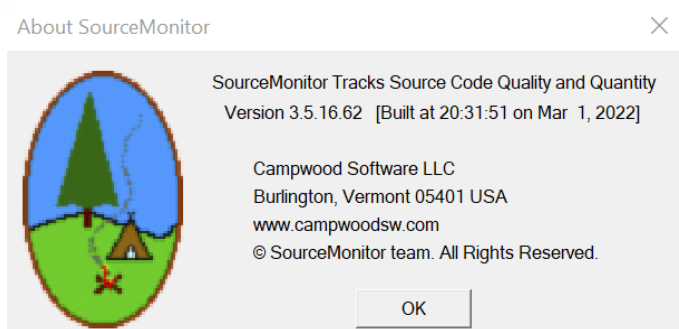 About SourceMonitor
SourceMonitor Tracks Source Code Quality and Quantity
Version 3.5.16.62 [Built at 20:31:51 on Mar 1, 2022]
Campwood Software LLC
Burlington, Vermont 05401 USA
www.campwoodsw.com
© SourceMonitor team. All Rights Reserved.
OK